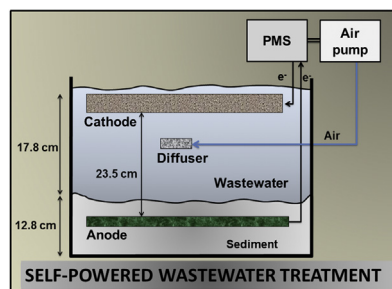 PMS
Air
pump
e-
e-
Cathode
Air
Diffuser
17.8 cm
23.5 cm
Wastewater
12.8 cm
Anode
Sediment
SELF-POWERED WASTEWATER TREATMENT